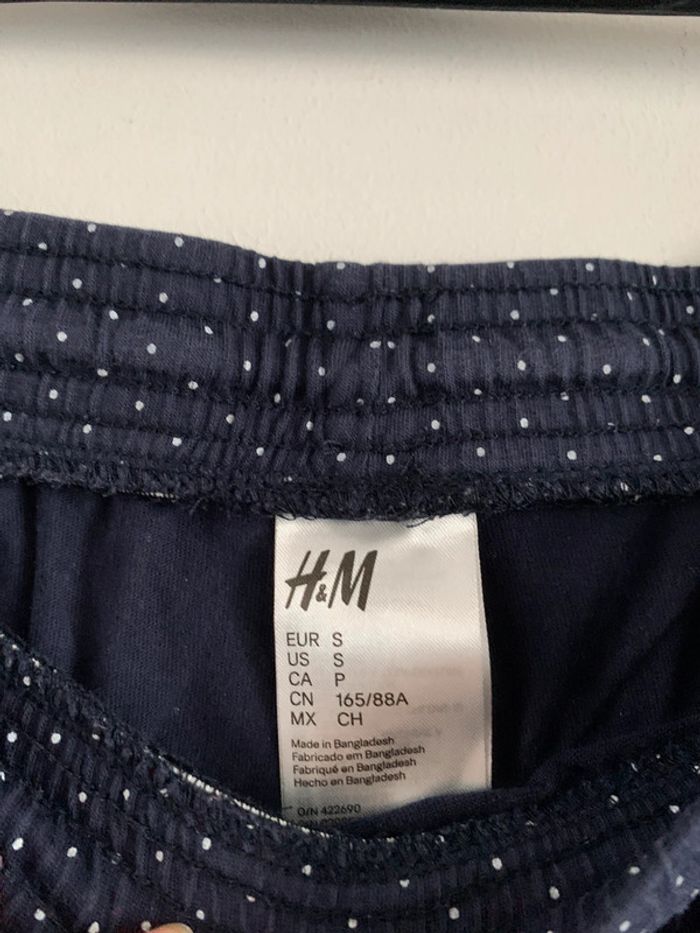 H&M
EUR S
US S
CA P
CN 165/88A
MX CH
Made in Bangladesh
Fabricado em Bangladesh
Fabriqué en Bangladesh
Hecho en Bangladesh
O/N 422690